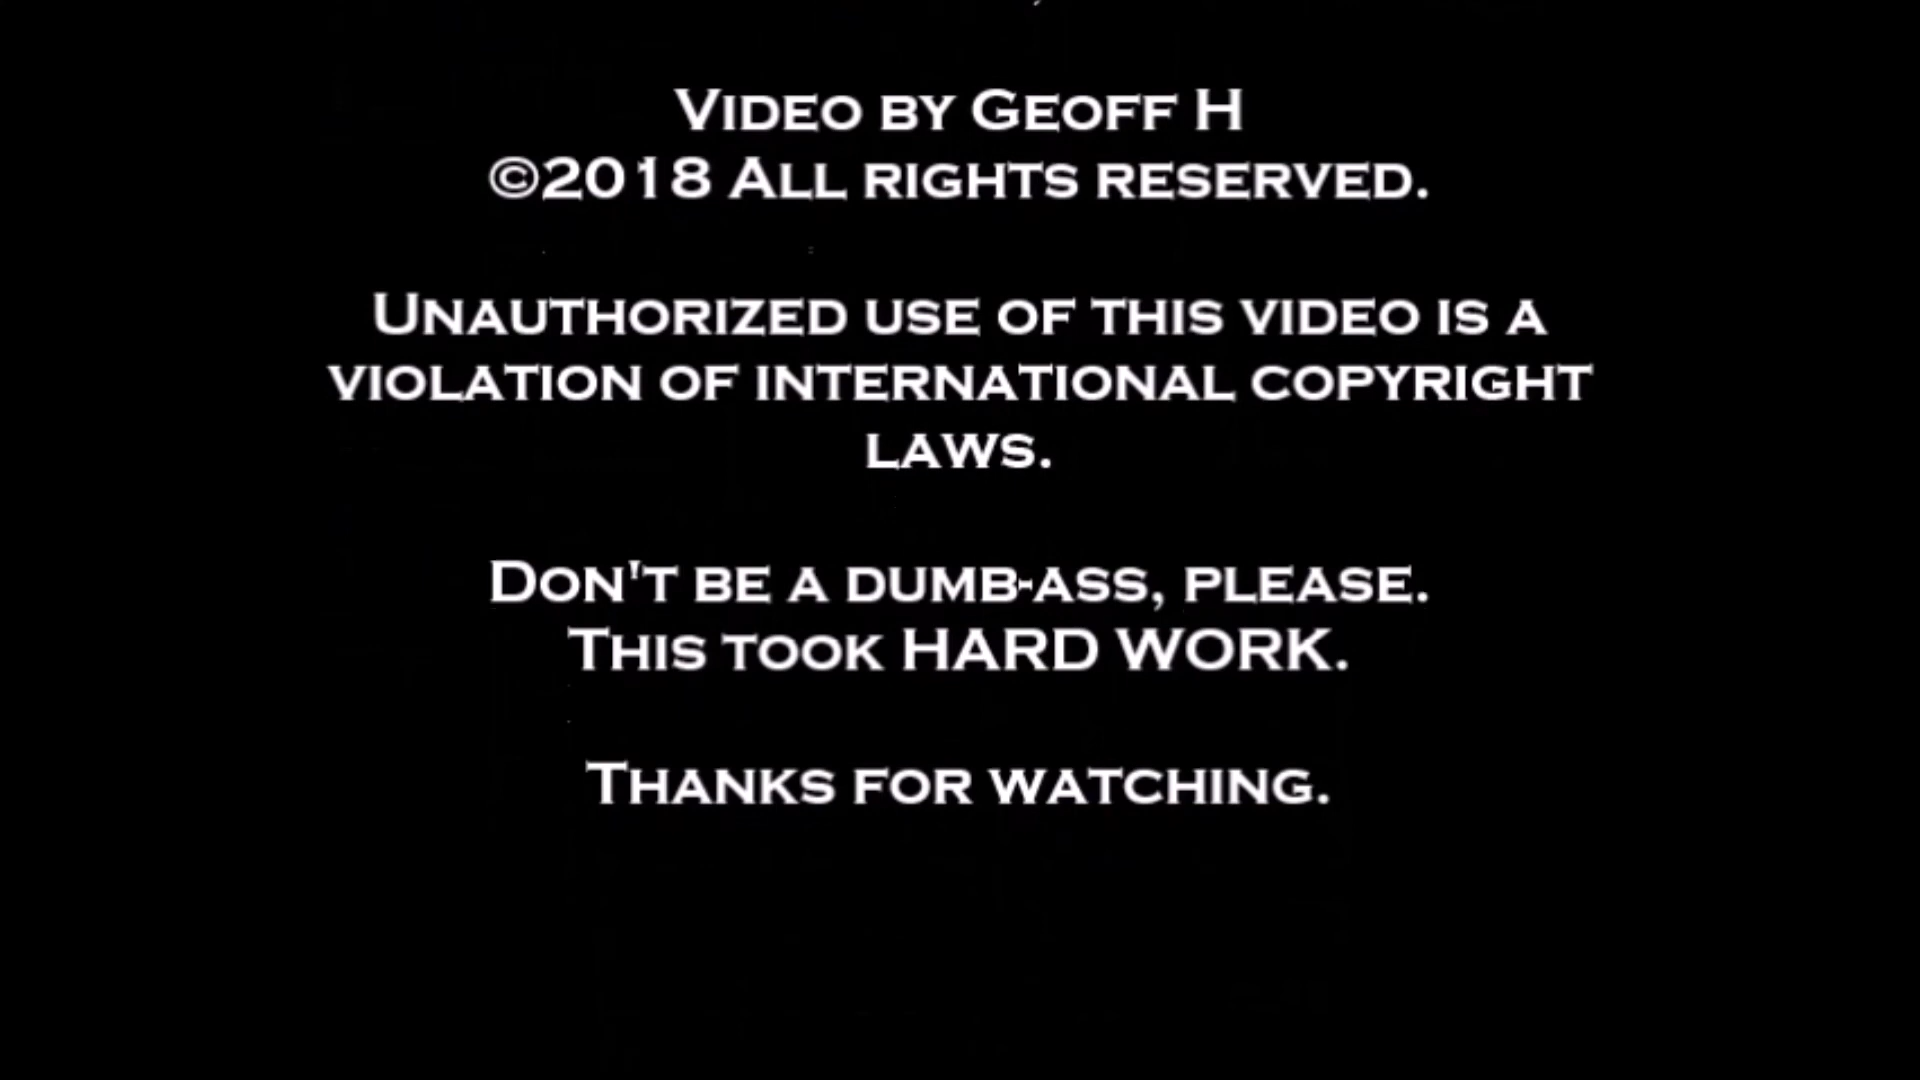 Video by Geoff H
©2018 All rights reserved.
Unauthorized use of this video is a
violation of international copyright
laws.
Don't be a dumb-ass, please.
This took HARD WORK.
Thanks for watching.